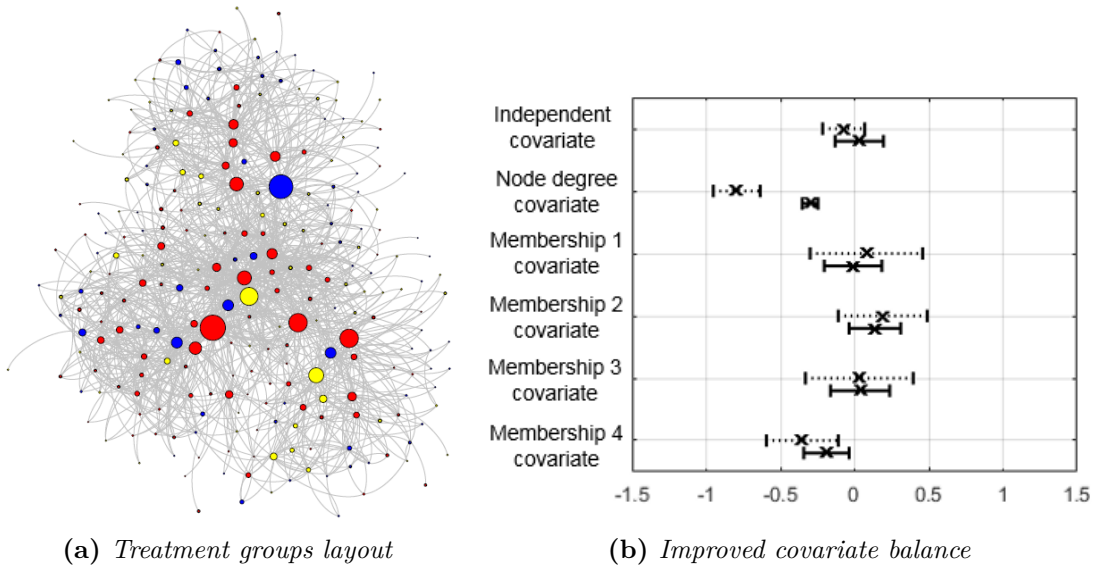 Independent
covariate
Node degree
covariate
Membership 1
covariate
Membership 2
covariate
Membership 3
covariate
Membership 4
covariate
-1.5 -1 -0.5 0 0.5 1 1.5
(a) Treatment groups layout
(b) Improved covariate balance